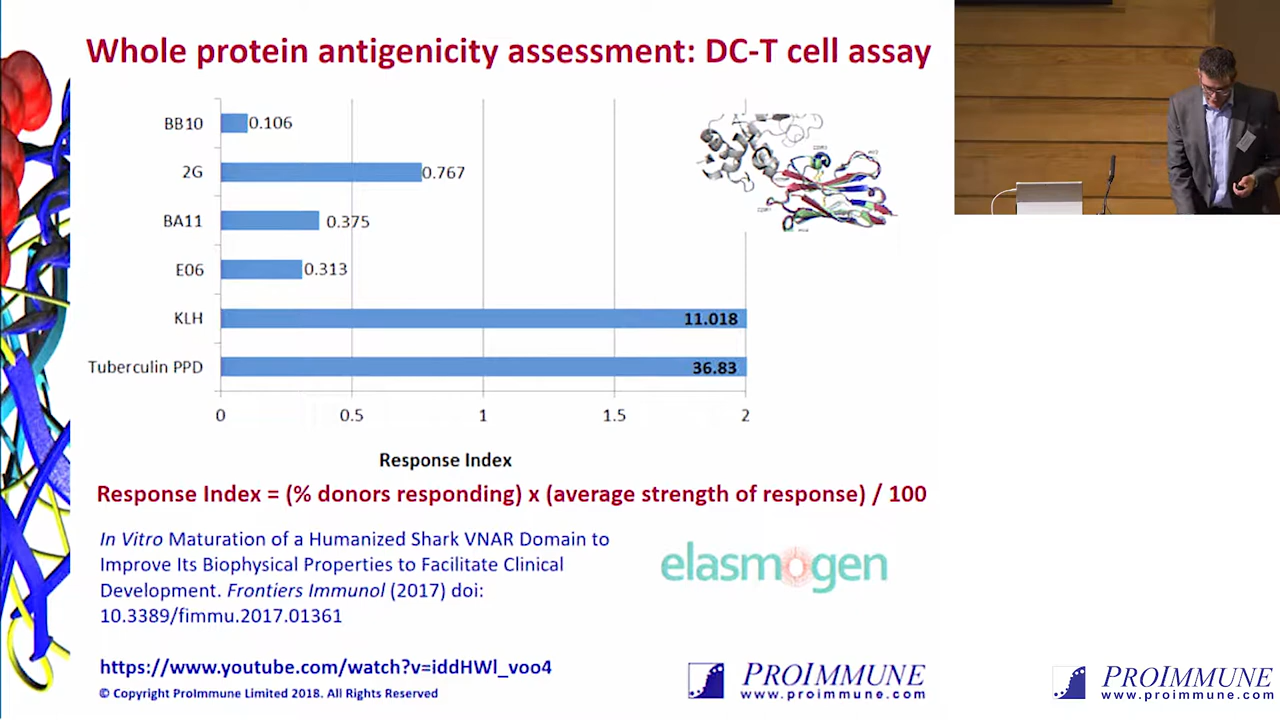 Whole protein antigenicity assessment: DC-T cell assay
BB10
0.106
2G
0.767
BA11
0.375
E06
0.313
KLH
11.018
Tuberculin PPD
36.83
0 0.5 1 1.5 2
Response Index
Response Index = (% donors responding) x (average strength of response) / 100
In Vitro Maturation of a Humanized Shark VNAR Domain to
Improve Its Biophysical Properties to Facilitate Clinical
Development. Frontiers Immunol (2017) doi:
10.3389/fimmu.2017.01361
elasmogen
https://www.youtube.com/watch?v=iddHWl_voo4
© Copyright ProImmune Limited 2018. All Rights Reserved
PROIMMUNE
www.proimmune.com
PROIMMUNE
www.proimmune.com